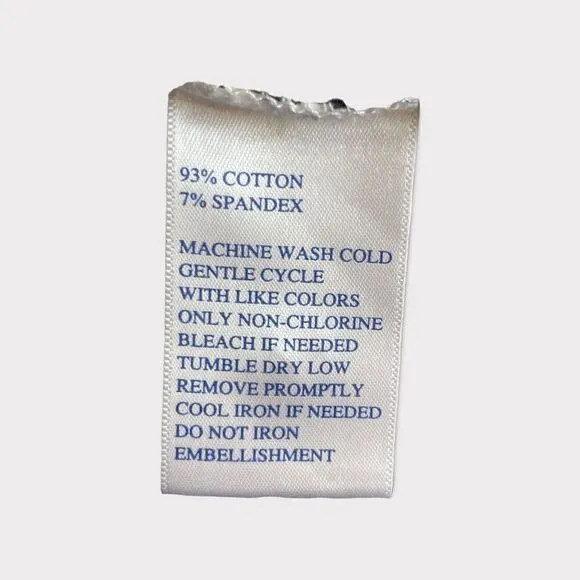 93% COTTON
7% SPANDEX
MACHINE WASH COLD
GENTLE CYCLE
WITH LIKE COLORS
ONLY NON-CHLORINE
BLEACH IF NEEDED
TUMBLE DRY LOW
REMOVE PROMPTLY
COOL IRON IF NEEDED
DO NOT IRON
EMBELLISHMENT